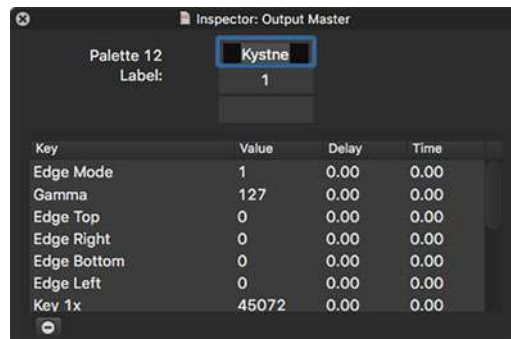 Inspector: Output Master
Palette 12 Label:
Kystne
1
Key Value Delay Time
Edge Mode 1 0.00 0.00
Gamma 127 0.00 0.00
Edge Top 0 0.00 0.00
Edge Right 0 0.00 0.00
Edge Bottom 0 0.00 0.00
Edge Left 0 0.00 0.00
Key 1x 45072 0.00 0.00